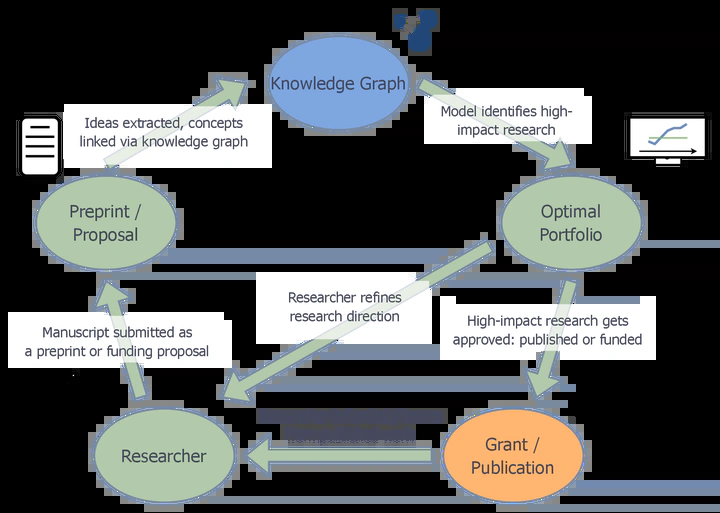 Knowledge Graph
Ideas extracted, concepts
linked via knowledge graph
Model identifies high-
impact research
Preprint /
Proposal
Optimal
Portfolio
Researcher refines
research direction
Manuscript submitted as
a preprint or funding proposal
High-impact research gets
approved: published or funded
Researcher
Grant /
Publication